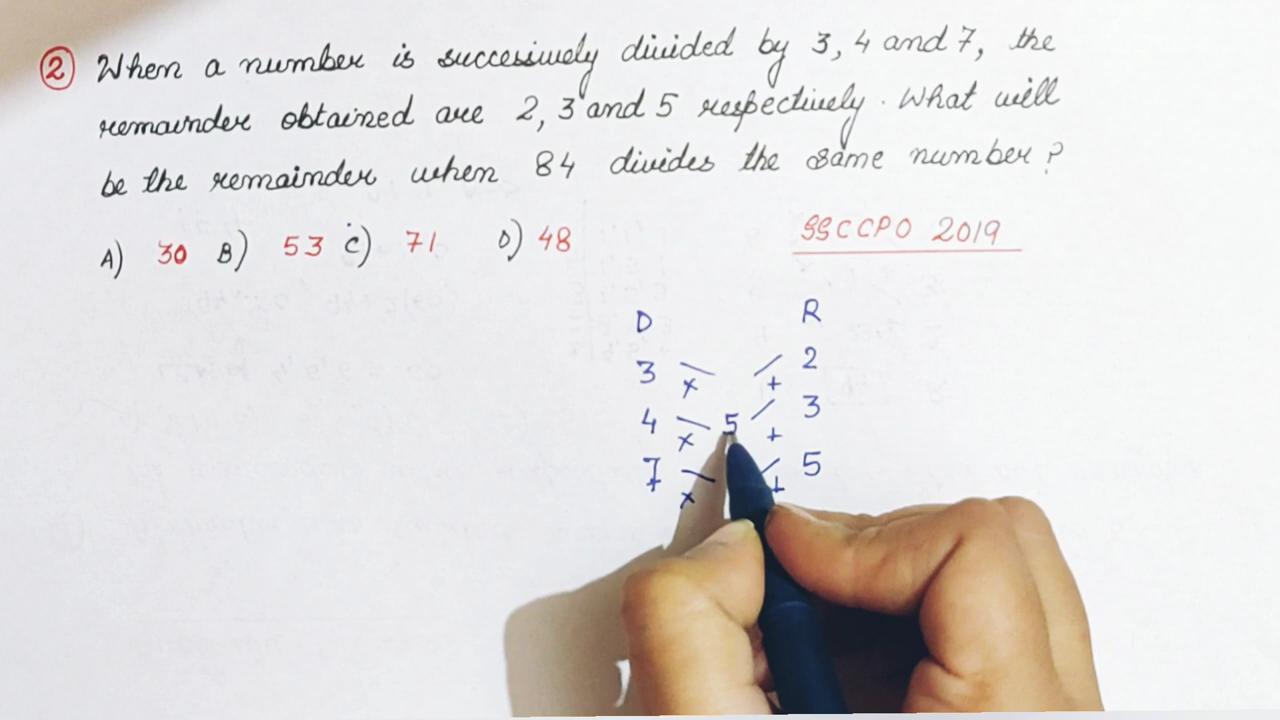 2 When a number is successively divided by 3, 4 and 7, the
remainder obtained are 2, 3 and 5 respectively. What will
be the remainder when 84 divides the same number?
A) 30 B) 53 C) 71 D) 48
SSC CPO 2019
D R
3 × + 2
4 × 5 + 3
7 × + 5